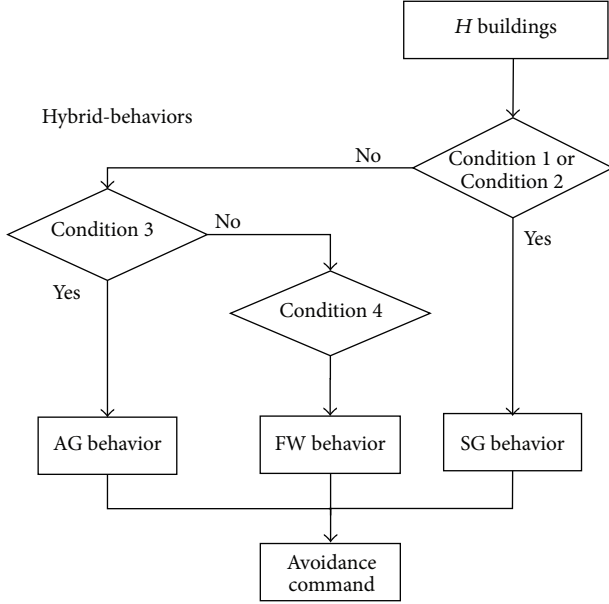 H buildings
Hybrid-behaviors
No
Condition 1 or
Condition 2
Condition 3
No
Yes
Yes
Condition 4
AG behavior
FW behavior
SG behavior
Avoidance
command